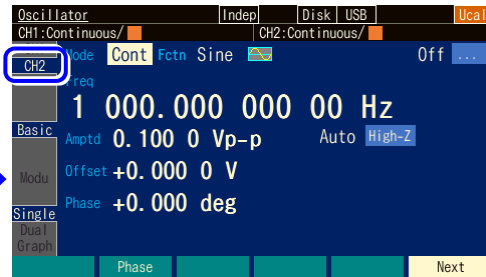 Oscillator Indep Disk USB Ucal
CH1:Continuous/ CH2:Continuous/
CH2
Mode Cont Fctn Sine Off ...
Freq
1 000.000 000 00 Hz
Basic
Amptd 0.100 0 Vp-p Auto High-Z
Modu
Offset +0.000 0 V
Phase +0.000 deg
Single
Dual
Graph
Phase Next